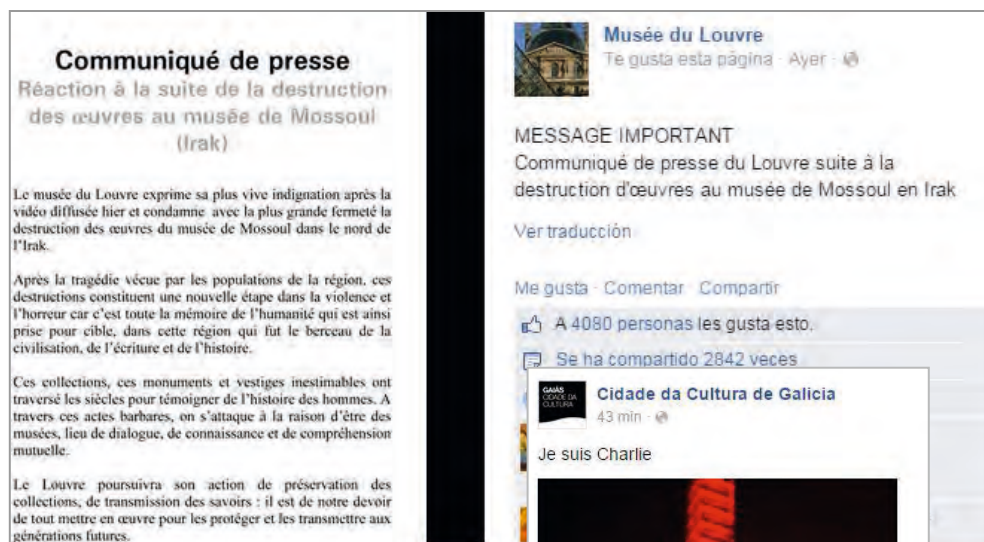 Communiqué de presse
Réaction à la suite de la destruction
des œuvres au musée de Mossoul
(Irak)
Le musée du Louvre exprime sa plus vive indignation après la
vidéo diffusée hier et condamne avec la plus grande fermeté la
destruction des œuvres du musée de Mossoul dans le nord de
l'Irak.
Après la tragédie vécue par les populations de la région, ces
destructions constituent une nouvelle étape dans la violence et
l'horreur car c'est toute la mémoire de l'humanité qui est ainsi
prise pour cible, dans cette région qui fut le berceau de la
civilisation, de l'écriture et de l'histoire.
Ces collections, ces monuments et vestiges inestimables ont
traversé les siècles pour témoigner de l'histoire des hommes. A
travers ces actes barbares, on s'attaque à la raison d'être des
musées, lieu de dialogue, de connaissance et de compréhension
mutuelle.
Le Louvre poursuivra son action de préservation des
collections, de transmission des savoirs : il est de notre devoir
de tout mettre en œuvre pour les protéger et les transmettre aux
générations futures.
Musée du Louvre
Te gusta esta página · Ayer ·
MESSAGE IMPORTANT
Communiqué de presse du Louvre suite à la
destruction d'œuvres au musée de Mossoul en Irak
Ver traducción
Me gusta · Comentar · Compartir
A 4080 personas les gusta esto.
Se ha compartido 2842 veces
GAIÁS
CIDADE DA
CULTURA
Cidade da Cultura de Galicia
43 min ·
Je suis Charlie